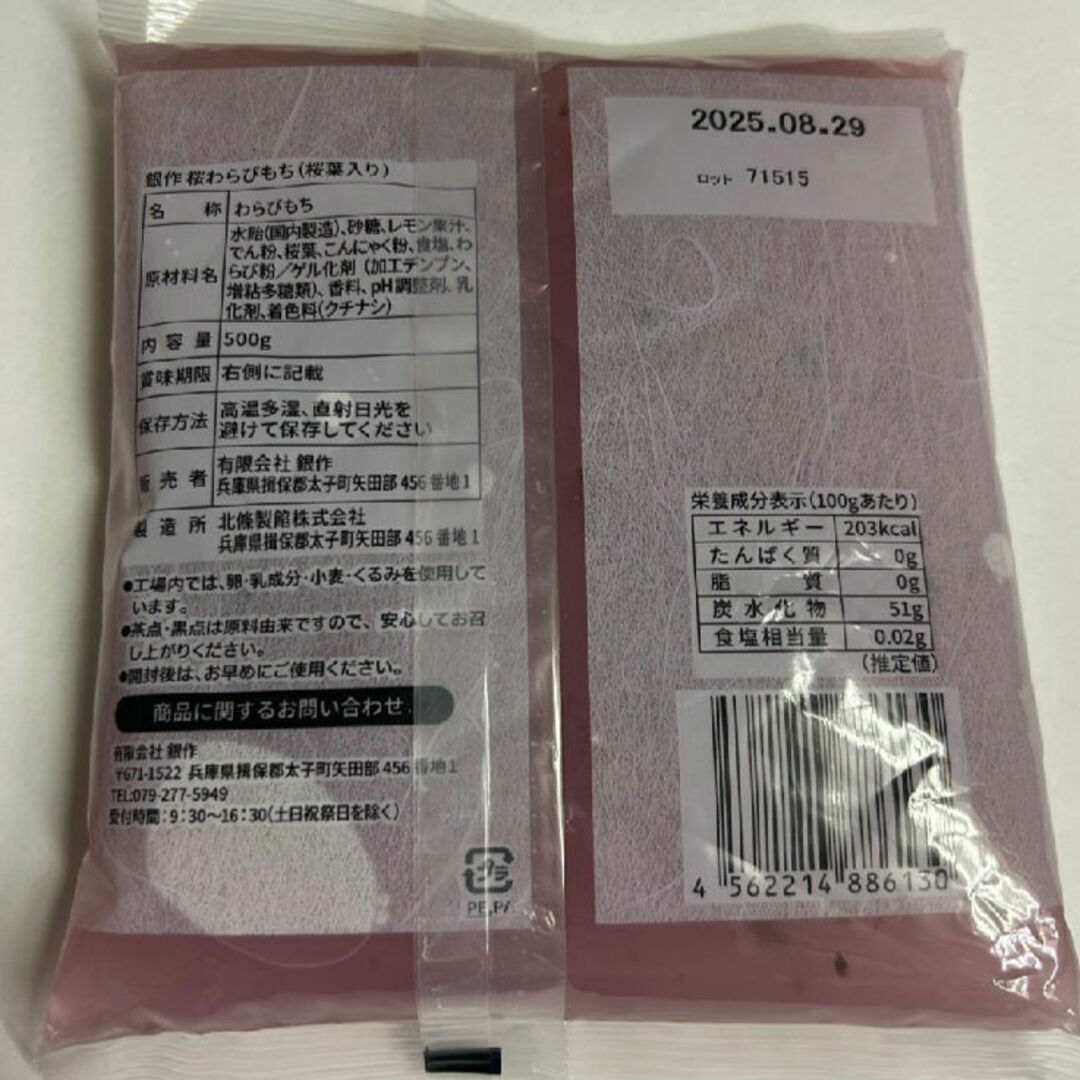 銀作 桜わらびもち(桜葉入り)
名 称 わらびもち
原材料名 水飴(国内製造)、砂糖、レモン果汁、
でん粉、桜葉、こんにゃく粉、食塩、わ
らび粉／ゲル化剤 (加工デンプン、
増粘多糖類)、香料、pH調整剤、乳
化剤、着色料(クチナシ)
内容量 500g
賞味期限 右側に記載
保存方法 高温多湿、直射日光を
避けて保存してください
販売者 有限会社 銀作
兵庫県揖保郡太子町矢田部 456 番地 1
製造所 北條製餡株式会社
兵庫県揖保郡太子町矢田部 456 番地 1
●工場内では、卵・乳成分・小麦・くるみを使用して
います。
●茶点・黒点は原料由来ですので、安心してお召
し上がりください。
●開封後は、お早めにご使用ください。
商品に関するお問い合わせ
有限会社 銀作
〒671-1522 兵庫県揖保郡太子町矢田部 456 番地 1
TEL:079-277-5949
受付時間：9：30～16：30(土日祝祭日を除く)
プラ
PE,PA
2025.08.29
ロット 71515
栄養成分表示(100gあたり)
エネルギー 203kcal
たんぱく質 0g
脂質 0g
炭水化物 51g
食塩相当量 0.02g
(推定値)
4 562214 886130